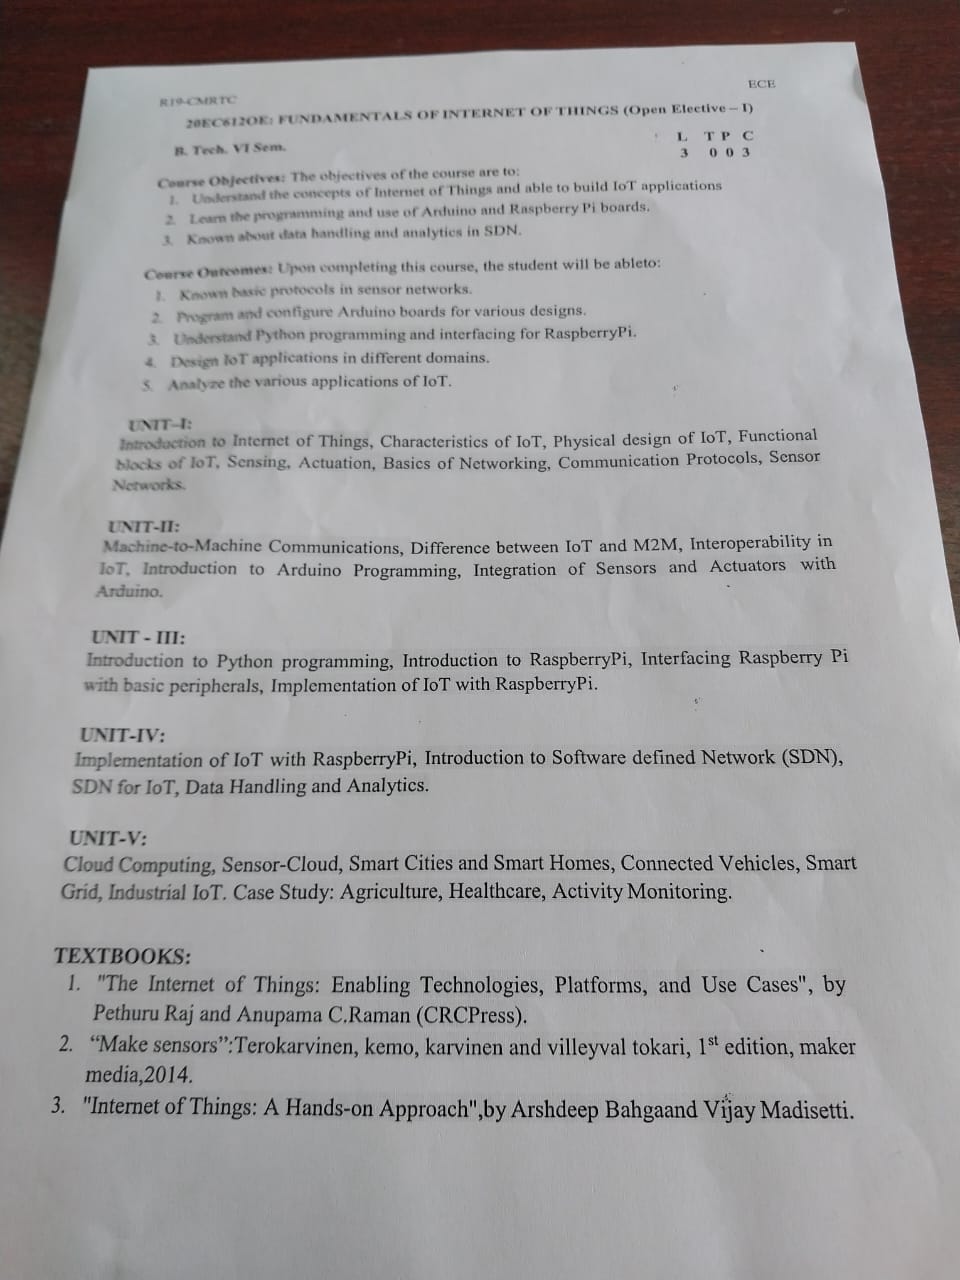 R19-CMRTC
ECE
20EC612OE: FUNDAMENTALS OF INTERNET OF THINGS (Open Elective – I)
B. Tech. VI Sem.
L T P C
3 0 0 3
Course Objectives: The objectives of the course are to:
1. Understand the concepts of Internet of Things and able to build IoT applications
2. Learn the programming and use of Arduino and Raspberry Pi boards.
3. Known about data handling and analytics in SDN.
Course Outcomes: Upon completing this course, the student will be ableto:
1. Known basic protocols in sensor networks.
2. Program and configure Arduino boards for various designs.
3. Understand Python programming and interfacing for RaspberryPi.
4. Design IoT applications in different domains.
5. Analyze the various applications of IoT.
UNIT–I:
Introduction to Internet of Things, Characteristics of IoT, Physical design of IoT, Functional
blocks of IoT, Sensing, Actuation, Basics of Networking, Communication Protocols, Sensor
Networks.
UNIT-II:
Machine-to-Machine Communications, Difference between IoT and M2M, Interoperability in
IoT, Introduction to Arduino Programming, Integration of Sensors and Actuators with
Arduino.
UNIT - III:
Introduction to Python programming, Introduction to RaspberryPi, Interfacing Raspberry Pi
with basic peripherals, Implementation of IoT with RaspberryPi.
UNIT-IV:
Implementation of IoT with RaspberryPi, Introduction to Software defined Network (SDN),
SDN for IoT, Data Handling and Analytics.
UNIT-V:
Cloud Computing, Sensor-Cloud, Smart Cities and Smart Homes, Connected Vehicles, Smart
Grid, Industrial IoT. Case Study: Agriculture, Healthcare, Activity Monitoring.
TEXTBOOKS:
1. "The Internet of Things: Enabling Technologies, Platforms, and Use Cases", by
Pethuru Raj and Anupama C.Raman (CRCPress).
2. “Make sensors”:Terokarvinen, kemo, karvinen and villeyval tokari, 1st edition, maker
media,2014.
3. "Internet of Things: A Hands-on Approach",by Arshdeep Bahgaand Vijay Madisetti.